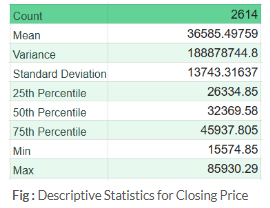 Count 2614
Mean 36585.49759
Variance 188878744.8
Standard Deviation 13743.31637
25th Percentile 26334.85
50th Percentile 32369.58
75th Percentile 45937.805
Min 15574.85
Max 85930.29
Fig : Descriptive Statistics for Closing Price